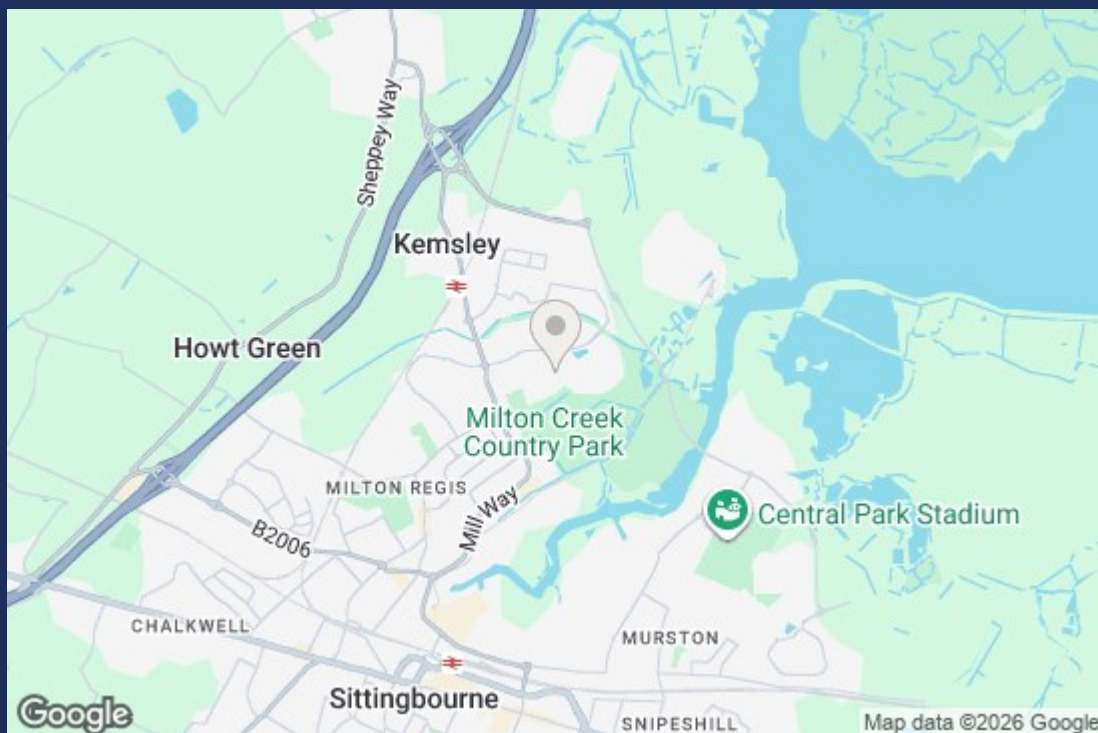 Sheppey Way
Kemsley
Howt Green
Milton Creek
Country Park
MILTON REGIS
Mill Way
Central Park Stadium
B2006
CHALKWELL
MURSTON
Sittingbourne
SNIPESHILL
Google
Map data ©2026 Google